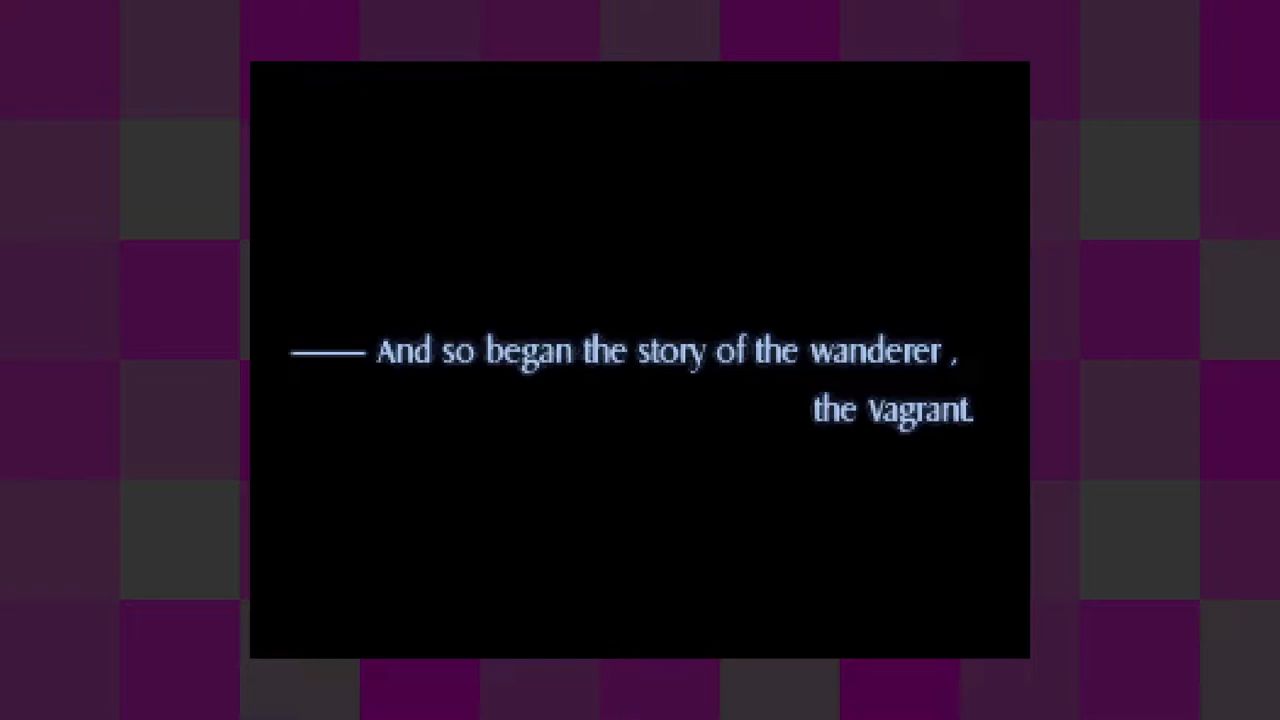 —— And so began the story of the wanderer ,
the Vagrant.